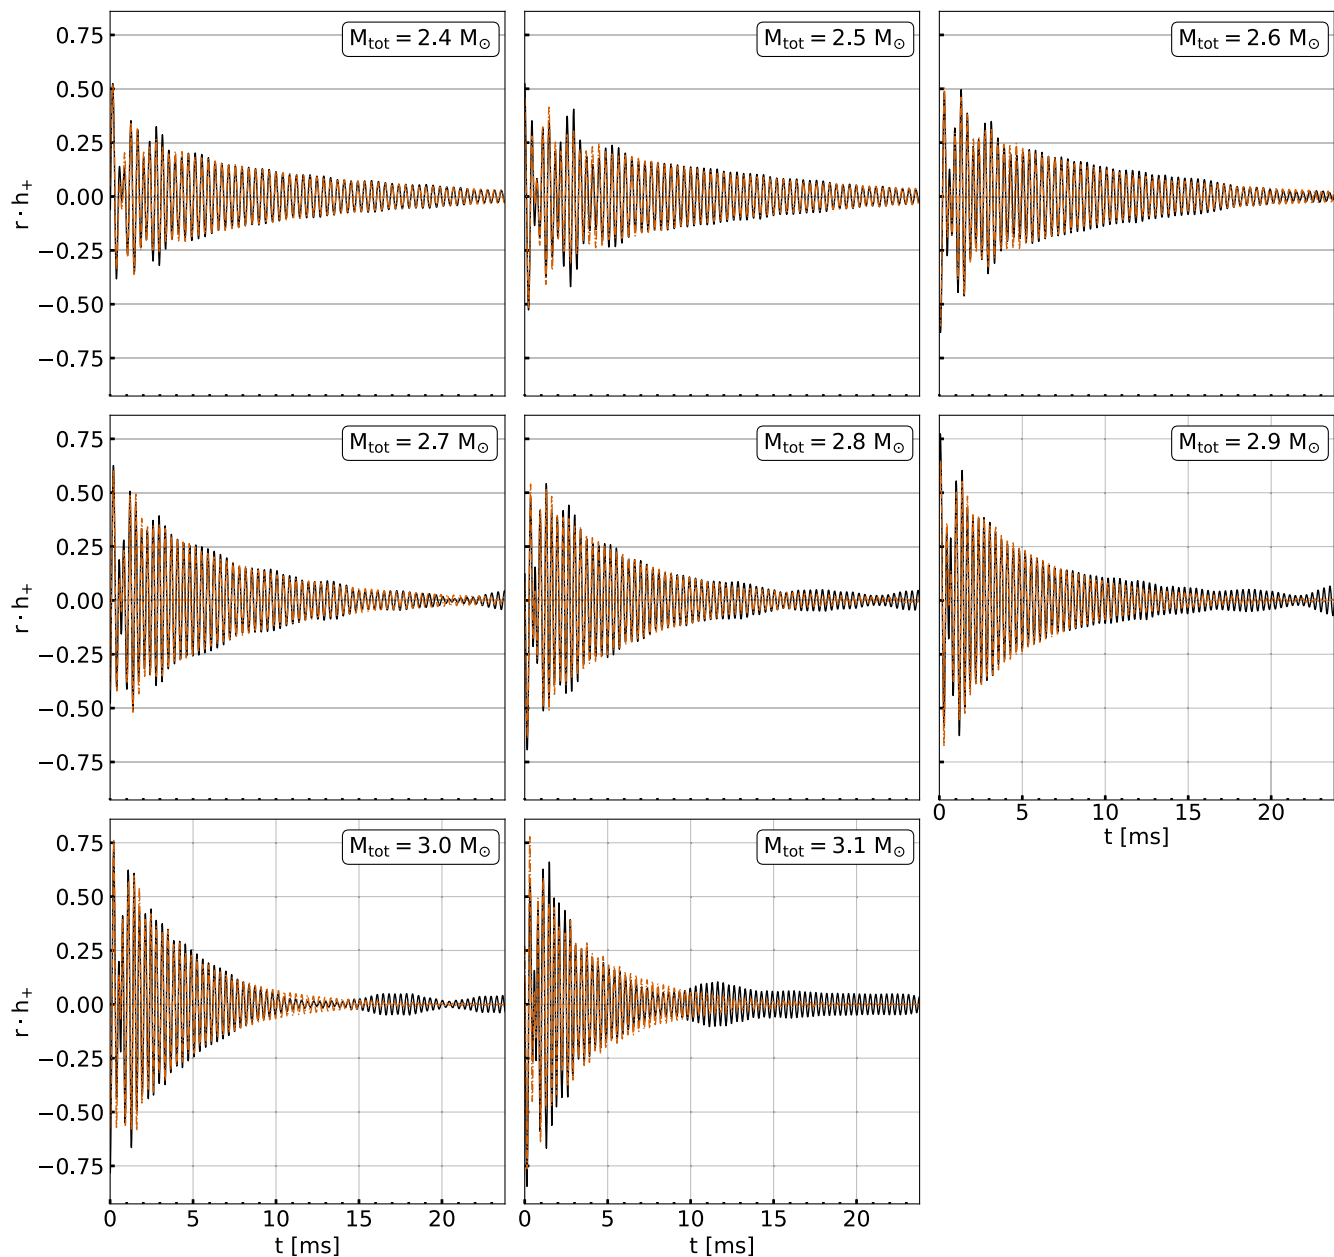 M_tot = 2.4 M_⊙
M_tot = 2.5 M_⊙
M_tot = 2.6 M_⊙
0.75
0.50
0.25
0.00
−0.25
−0.50
−0.75
r · h_+
M_tot = 2.7 M_⊙
M_tot = 2.8 M_⊙
M_tot = 2.9 M_⊙
0.75
0.50
0.25
0.00
−0.25
−0.50
−0.75
r · h_+
0 5 10 15 20
t [ms]
M_tot = 3.0 M_⊙
M_tot = 3.1 M_⊙
0.75
0.50
0.25
0.00
−0.25
−0.50
−0.75
r · h_+
0 5 10 15 20
t [ms]
0 5 10 15 20
t [ms]